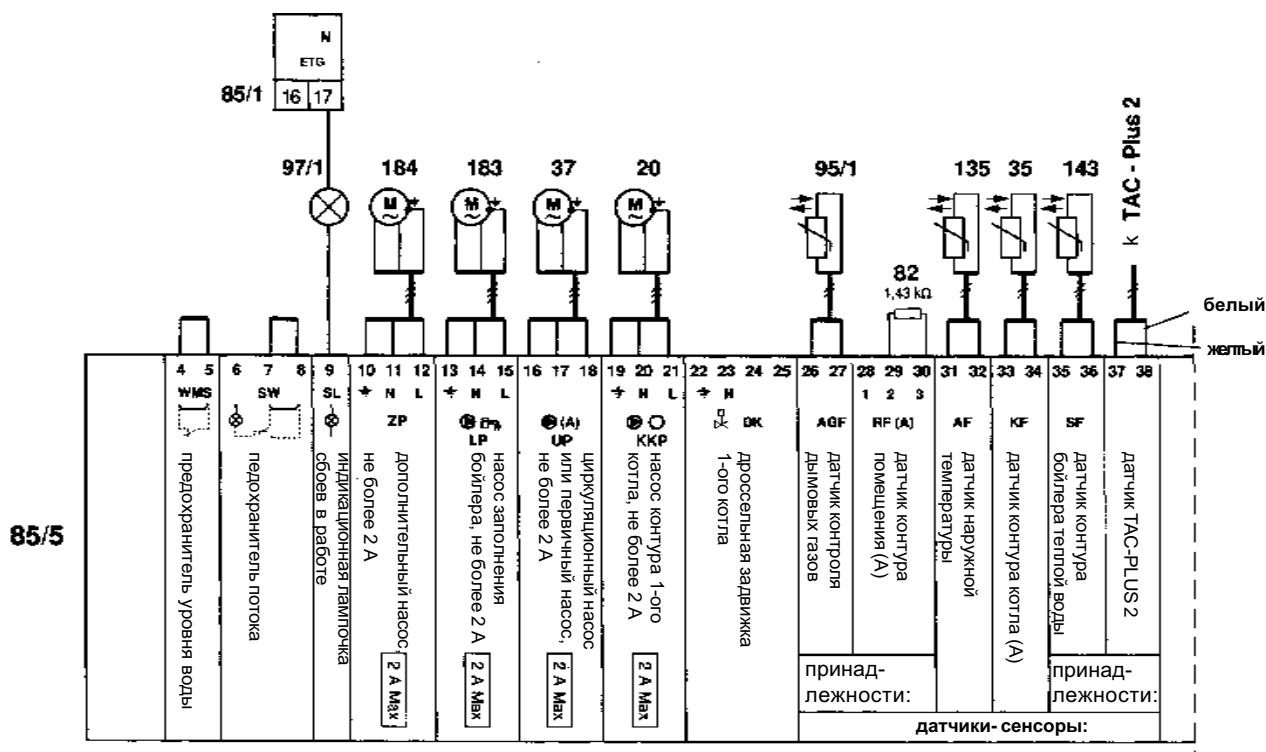 N
ETG
85/1
16 17
97/1
184
183
37
20
95/1
135
35
143
k TAC - Plus 2
82
1,43 kΩ
белый
желтый
4 5 6 7 8 9 10 11 12 13 14 15 16 17 18 19 20 21 22 23 24 25 26 27 28 29 30 31 32 33 34 35 36 37 38
WMS
SW
SL
N L
ZP
N L
LP
(A)
UP
N L
KKP
N
DK
AGF
1 2 3
RF (A)
AF
KF
SF
85/5
предохранитель уровня воды
педохранитель потока
индикационная лампочка
сбоев в работе
дополнительный насос,
не более 2 А
2 A Max
насос заполнения
бойлера, не более 2 А
2 A Max
циркуляционный насос
или первичный насос,
не более 2 А
2 A Max
насос контура 1-ого
котла, не более 2 А
2 A Max
дроссельная задвижка
1-ого котла
датчик контроля
дымовых газов
датчик контура
помещения (А)
датчик наружной
температуры
датчик контура котла (А)
датчик контура
бойлера теплой воды
датчик TAC-PLUS 2
принад-
лежности:
принад-
лежности:
датчики- сенсоры: